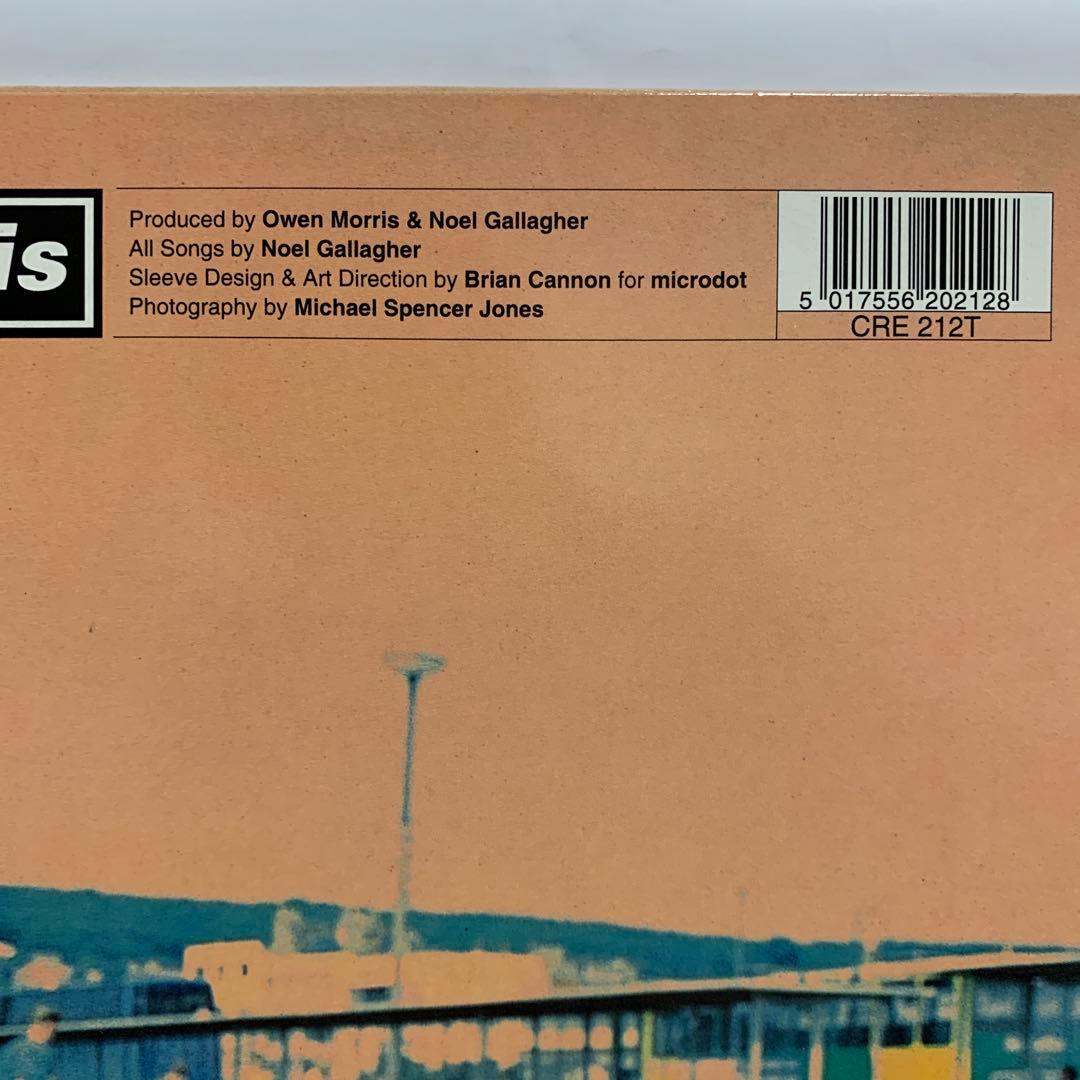 is
Produced by Owen Morris & Noel Gallagher
All Songs by Noel Gallagher
Sleeve Design & Art Direction by Brian Cannon for microdot
Photography by Michael Spencer Jones
5 017556 202128
CRE 212T